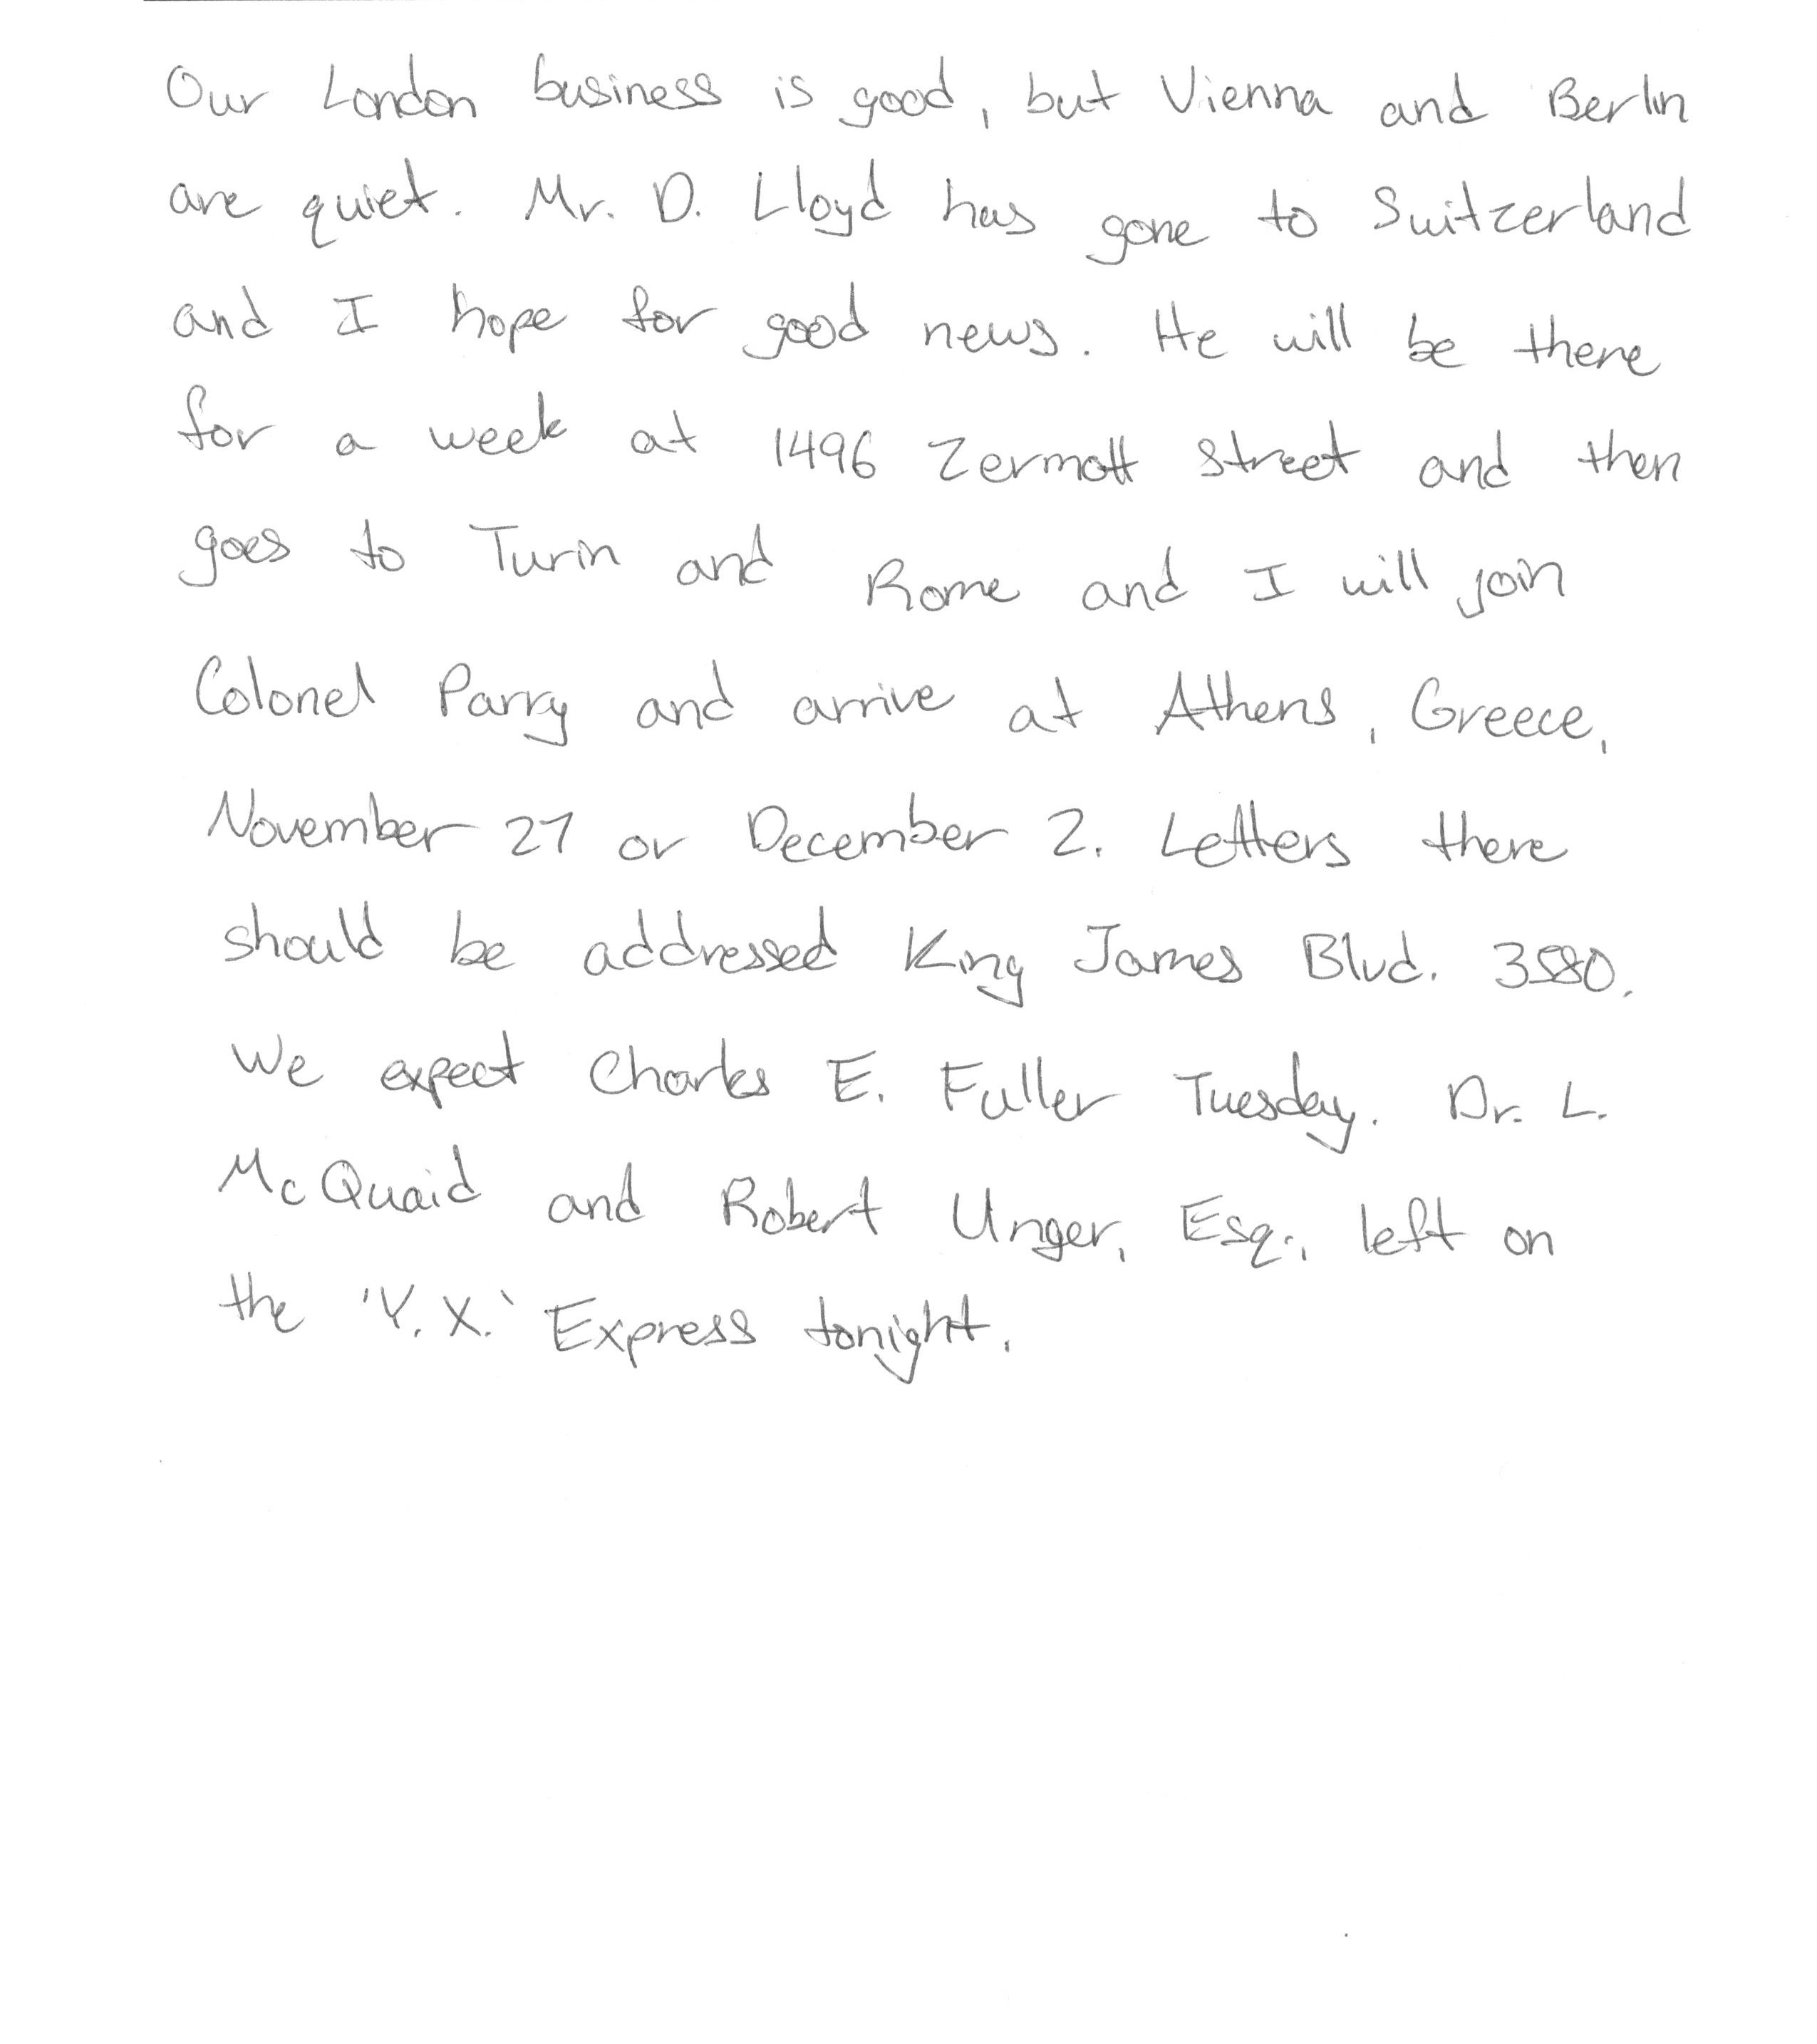 Our London business is good, but Vienna and Berlin
are quiet. Mr. D. Lloyd has gone to Switzerland
and I hope for good news. He will be there
for a week at 1496 Zermott Street and then
goes to Turin and Rome and I will join
Colonel Parry and arrive at Athens, Greece,
November 27 or December 2. Letters there
should be addressed King James Blvd. 3580.
We expect Charles E. Fuller Tuesday. Dr. L.
McQuaid and Robert Unger, Esq., left on
the 'Y.X.' Express tonight.